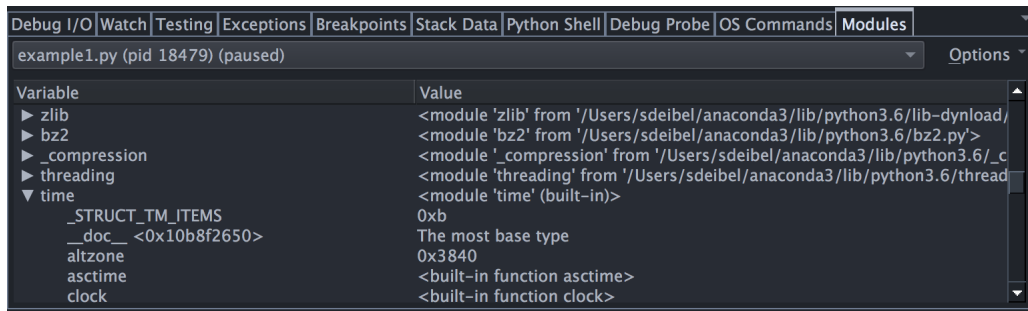 Debug I/O Watch Testing Exceptions Breakpoints Stack Data Python Shell Debug Probe OS Commands Modules
example1.py (pid 18479) (paused) Options
Variable Value
zlib <module 'zlib' from '/Users/sdeibel/anaconda3/lib/python3.6/lib-dynload/
bz2 <module 'bz2' from '/Users/sdeibel/anaconda3/lib/python3.6/bz2.py'>
_compression <module '_compression' from '/Users/sdeibel/anaconda3/lib/python3.6/_c
threading <module 'threading' from '/Users/sdeibel/anaconda3/lib/python3.6/thread
time <module 'time' (built-in)>
_STRUCT_TM_ITEMS 0xb
__doc__ <0x10b8f2650> The most base type
altzone 0x3840
asctime <built-in function asctime>
clock <built-in function clock>